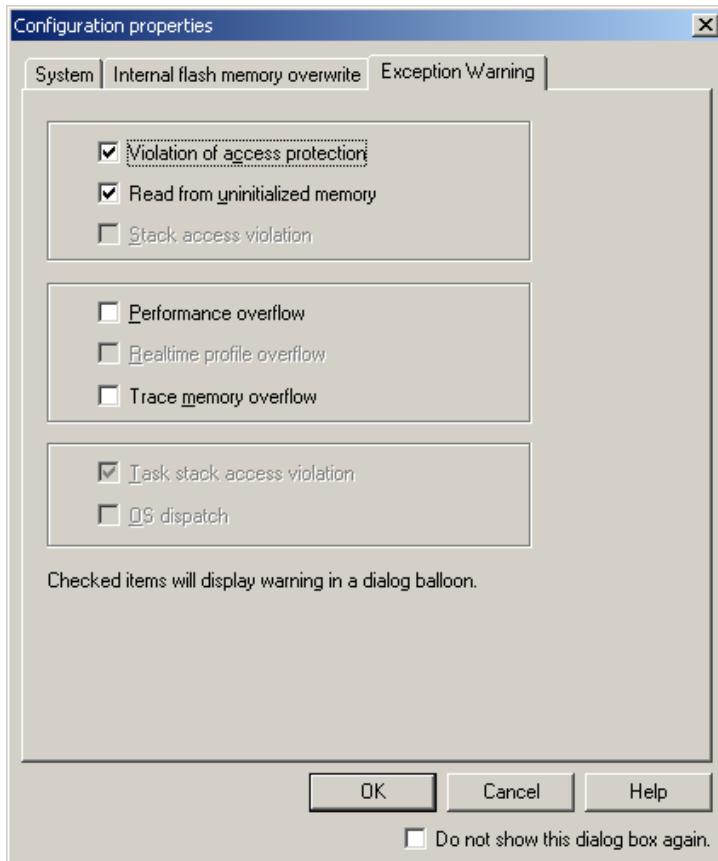 Configuration properties
System Internal flash memory overwrite Exception Warning
Violation of access protection
Read from uninitialized memory
Stack access violation
Performance overflow
Realtime profile overflow
Trace memory overflow
Task stack access violation
OS dispatch
Checked items will display warning in a dialog balloon.
OK Cancel Help
Do not show this dialog box again.